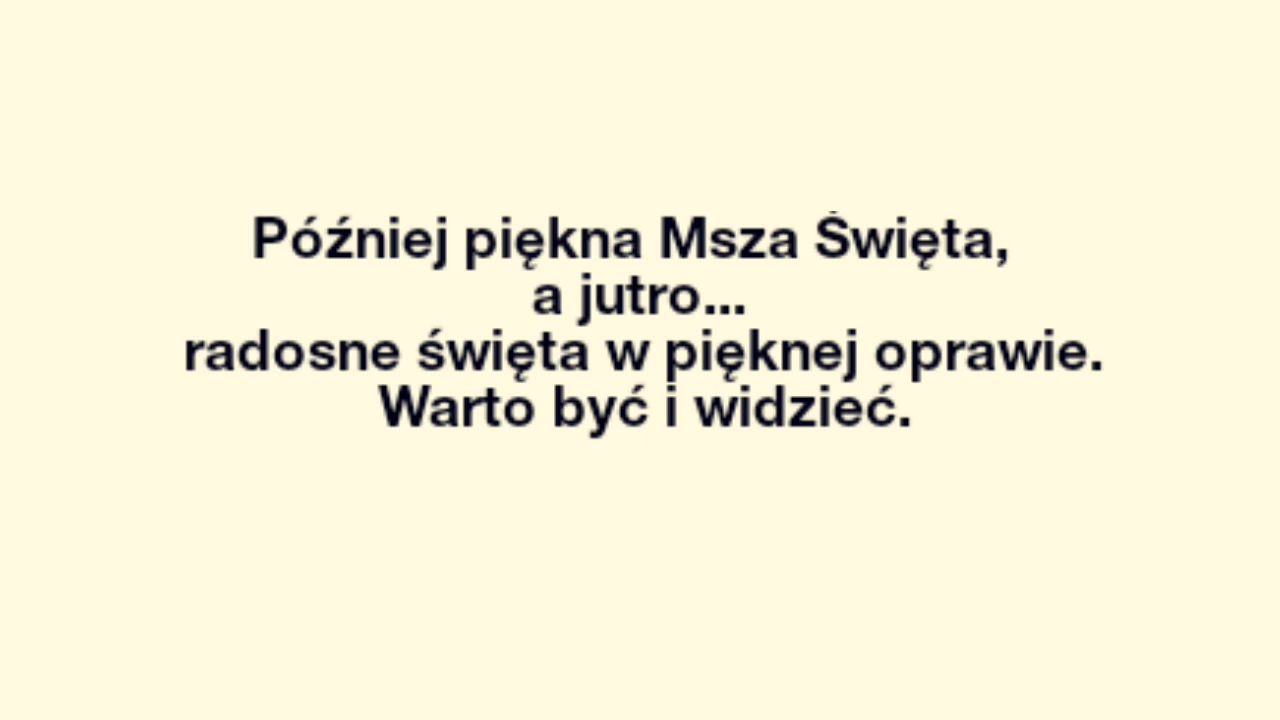 Później piękna Msza Święta,
a jutro...
radosne święta w pięknej oprawie.
Warto być i widzieć.